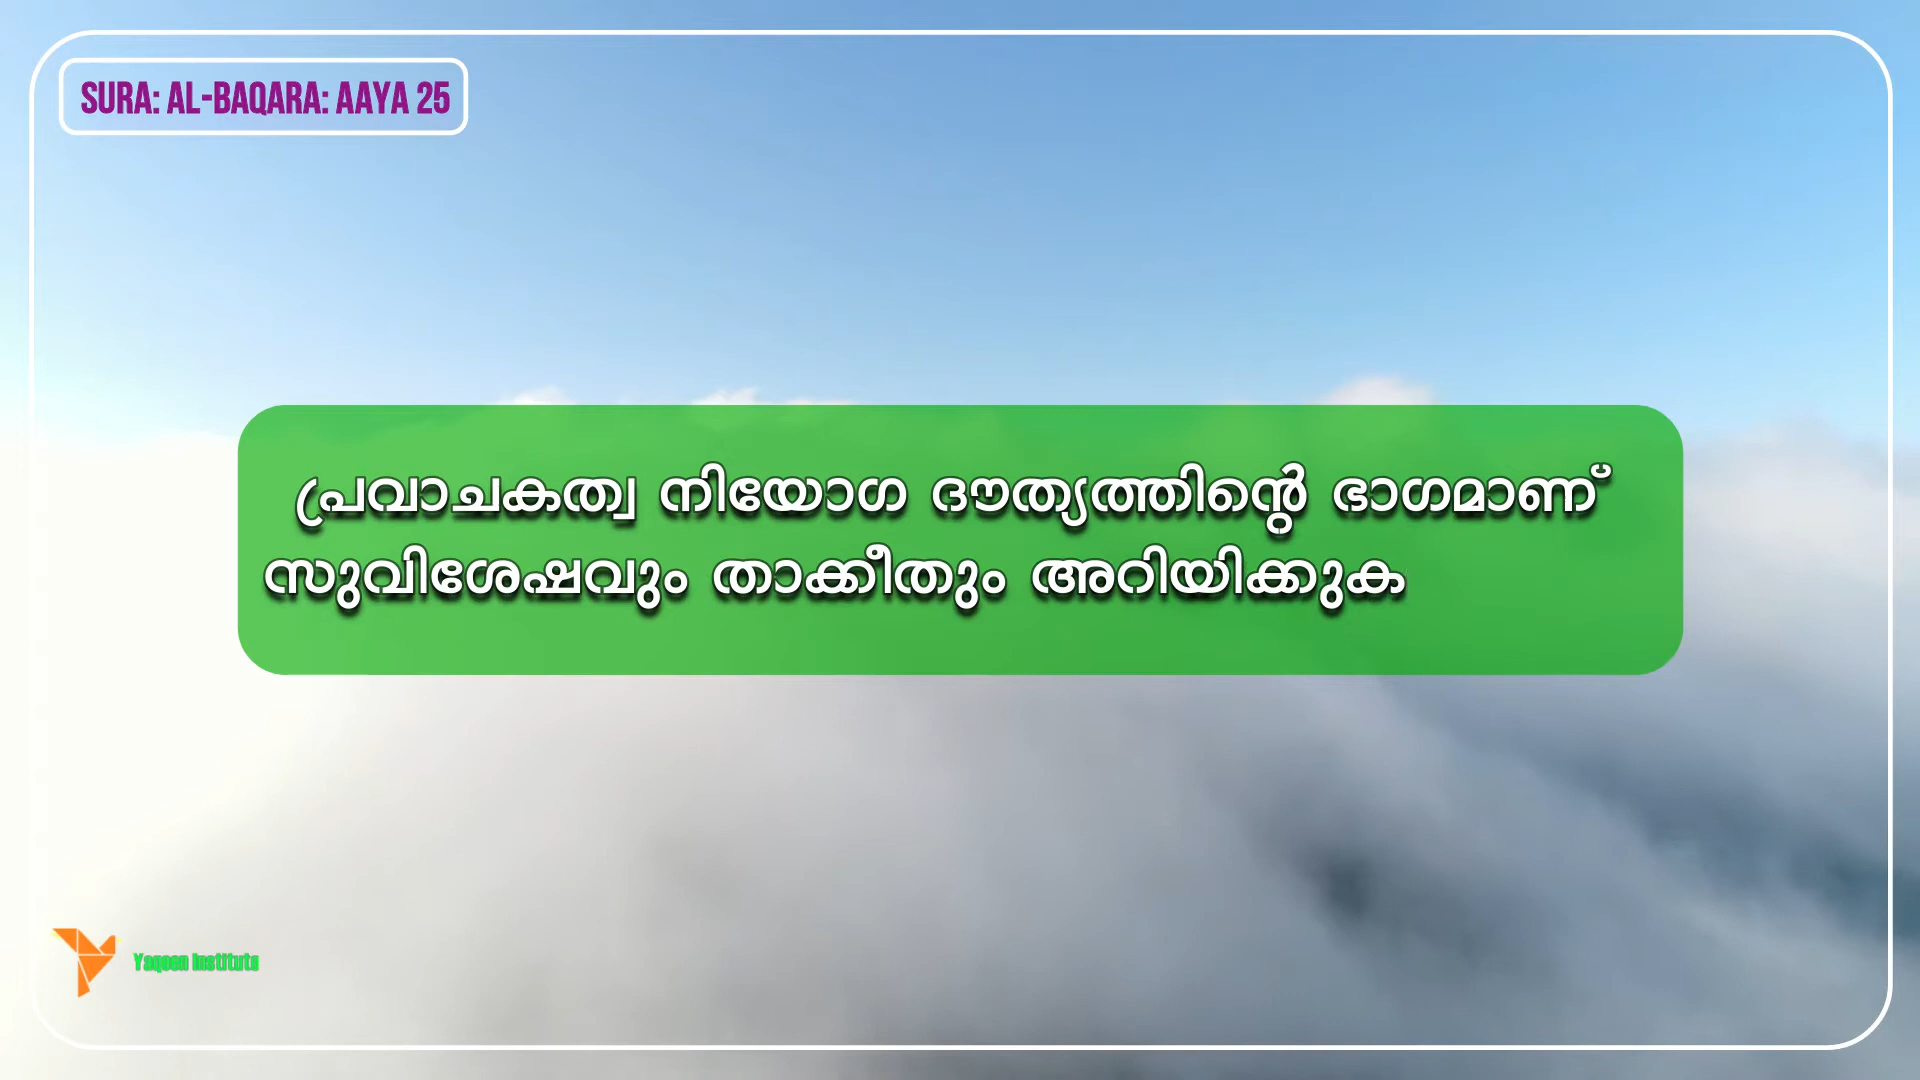 SURA: AL-BAQARA: AAYA 25
പ്രവാചകത്വ നിയോഗ ദൗത്യത്തിന്റെ ഭാഗമാണ്
സുവിശേഷവും താക്കീതും അറിയിക്കുക
Yaqeen Institute